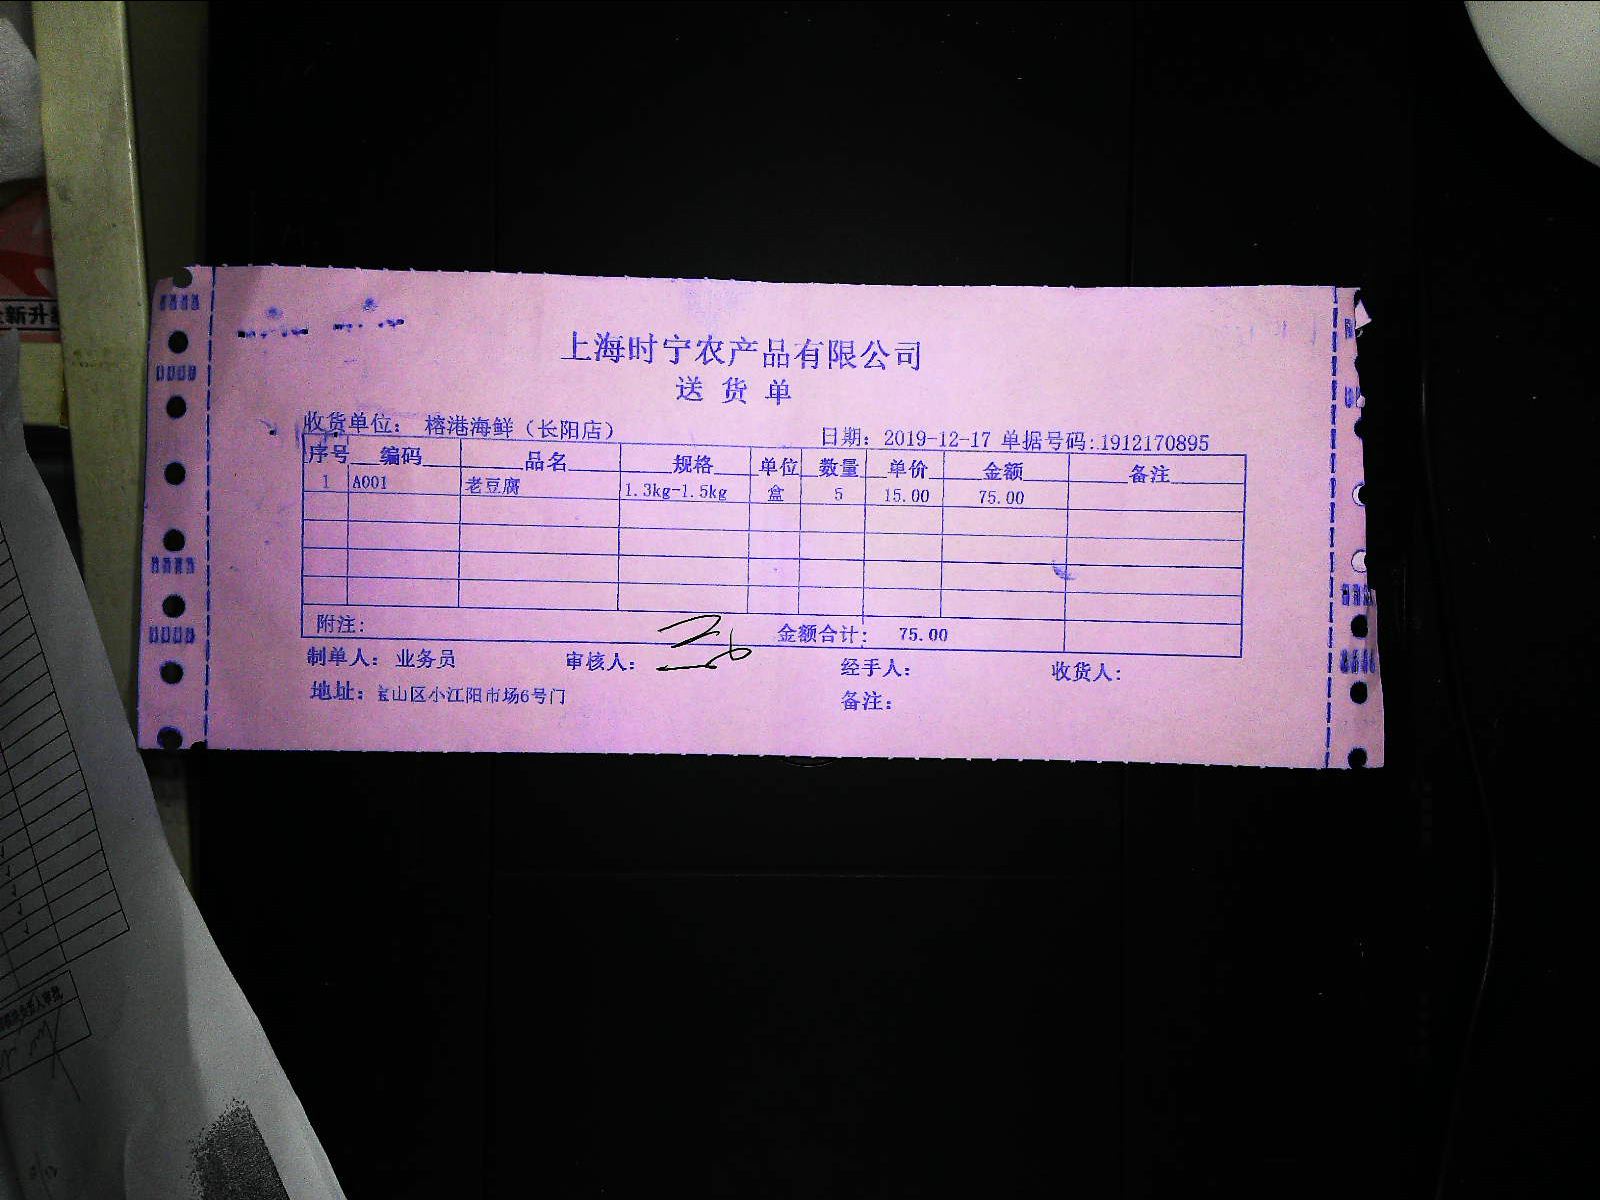 上海时宁农产品有限公司
送 货 单
收货单位： 榕港海鲜（长阳店） 日期：2019-12-17 单据号码：1912170895
序号 编码 品名 规格 单位 数量 单价 金额 备注
1 A001 老豆腐 1.3kg-1.5kg 盒 5 15.00 75.00
附注： 金额合计： 75.00
制单人：业务员 审核人： 经手人： 收货人：
地址：宝山区小江阳市场6号门 备注：
新升